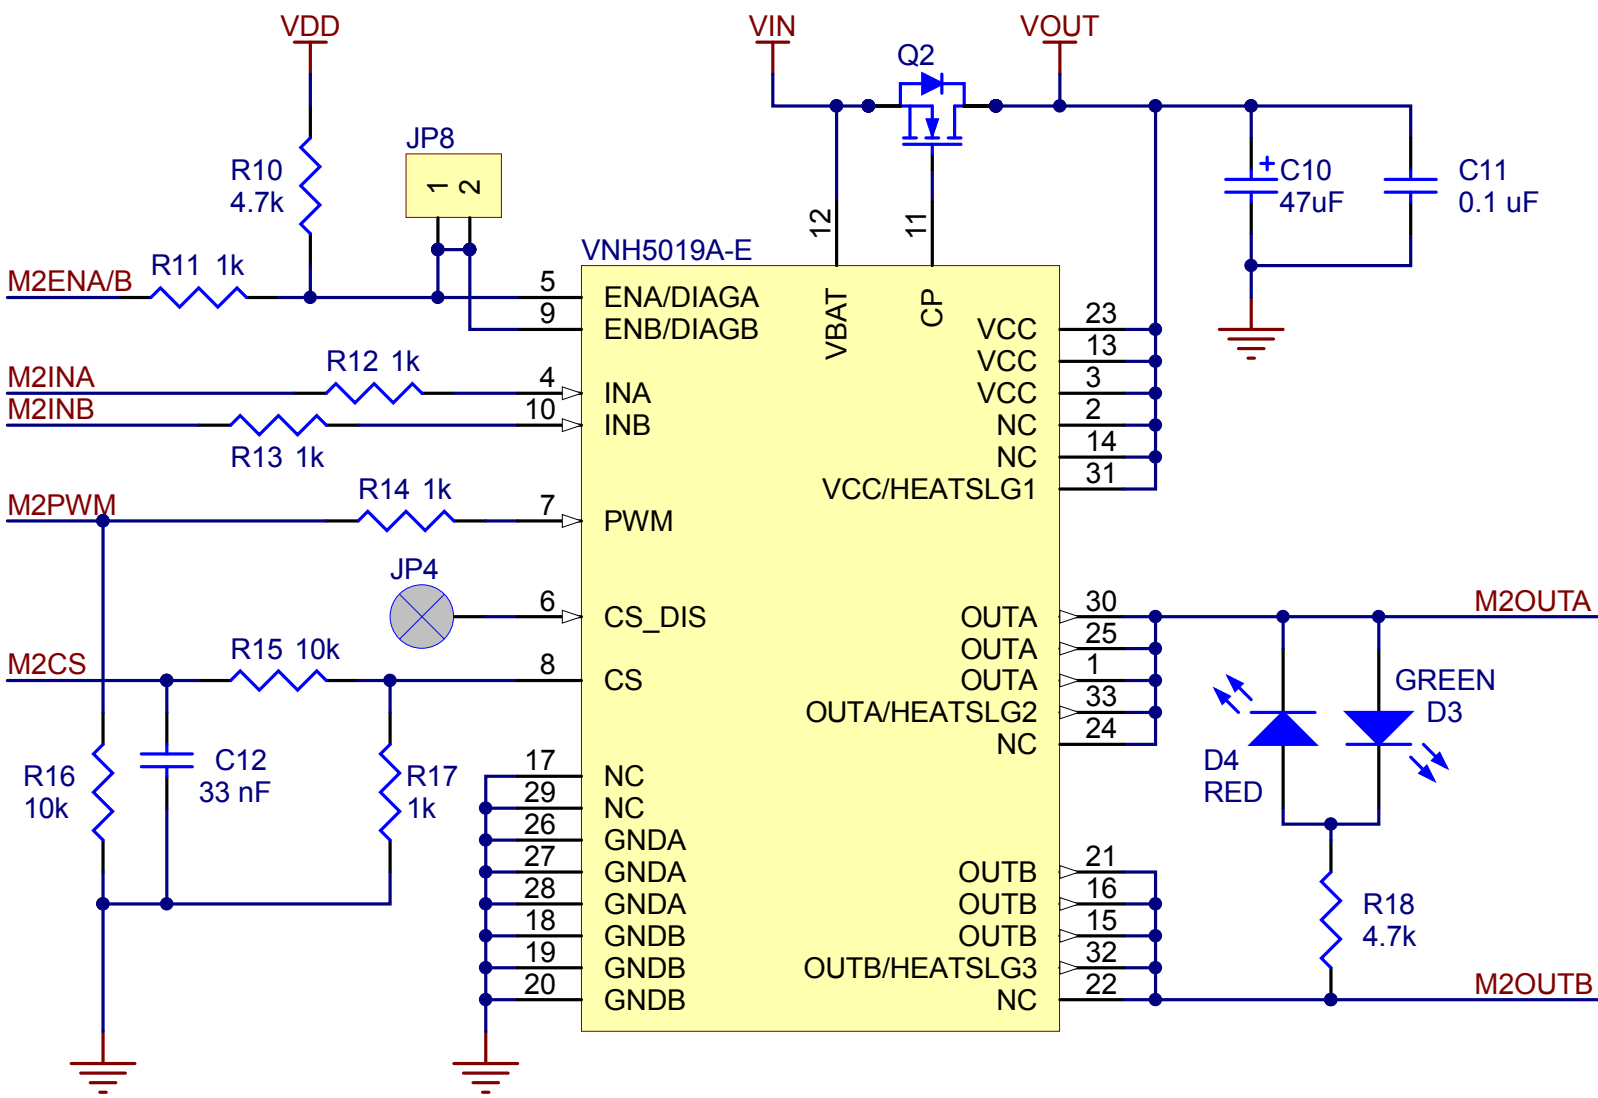 VDD
VIN
VOUT
Q2
JP8
1
2
R10
4.7k
+
C10
47uF
C11
0.1 uF
12
11
VNH5019A-E
M2ENA/B
R11 1k
5
ENA/DIAGA
9
ENB/DIAGB
VBAT
CP
VCC
23
VCC
13
VCC
3
NC
2
NC
14
VCC/HEATSLG1
31
M2INA
R12 1k
4
INA
M2INB
R13 1k
10
INB
M2PWM
R14 1k
7
PWM
JP4
6
CS_DIS
M2CS
R15 10k
8
CS
OUTA
30
M2OUTA
OUTA
25
OUTA
1
OUTA/HEATSLG2
33
NC
24
GREEN
D3
D4
RED
R16
10k
C12
33 nF
R17
1k
17
NC
29
NC
26
GNDA
27
GNDA
28
GNDA
18
GNDB
19
GNDB
20
GNDB
OUTB
21
OUTB
16
OUTB
15
OUTB/HEATSLG3
32
NC
22
R18
4.7k
M2OUTB